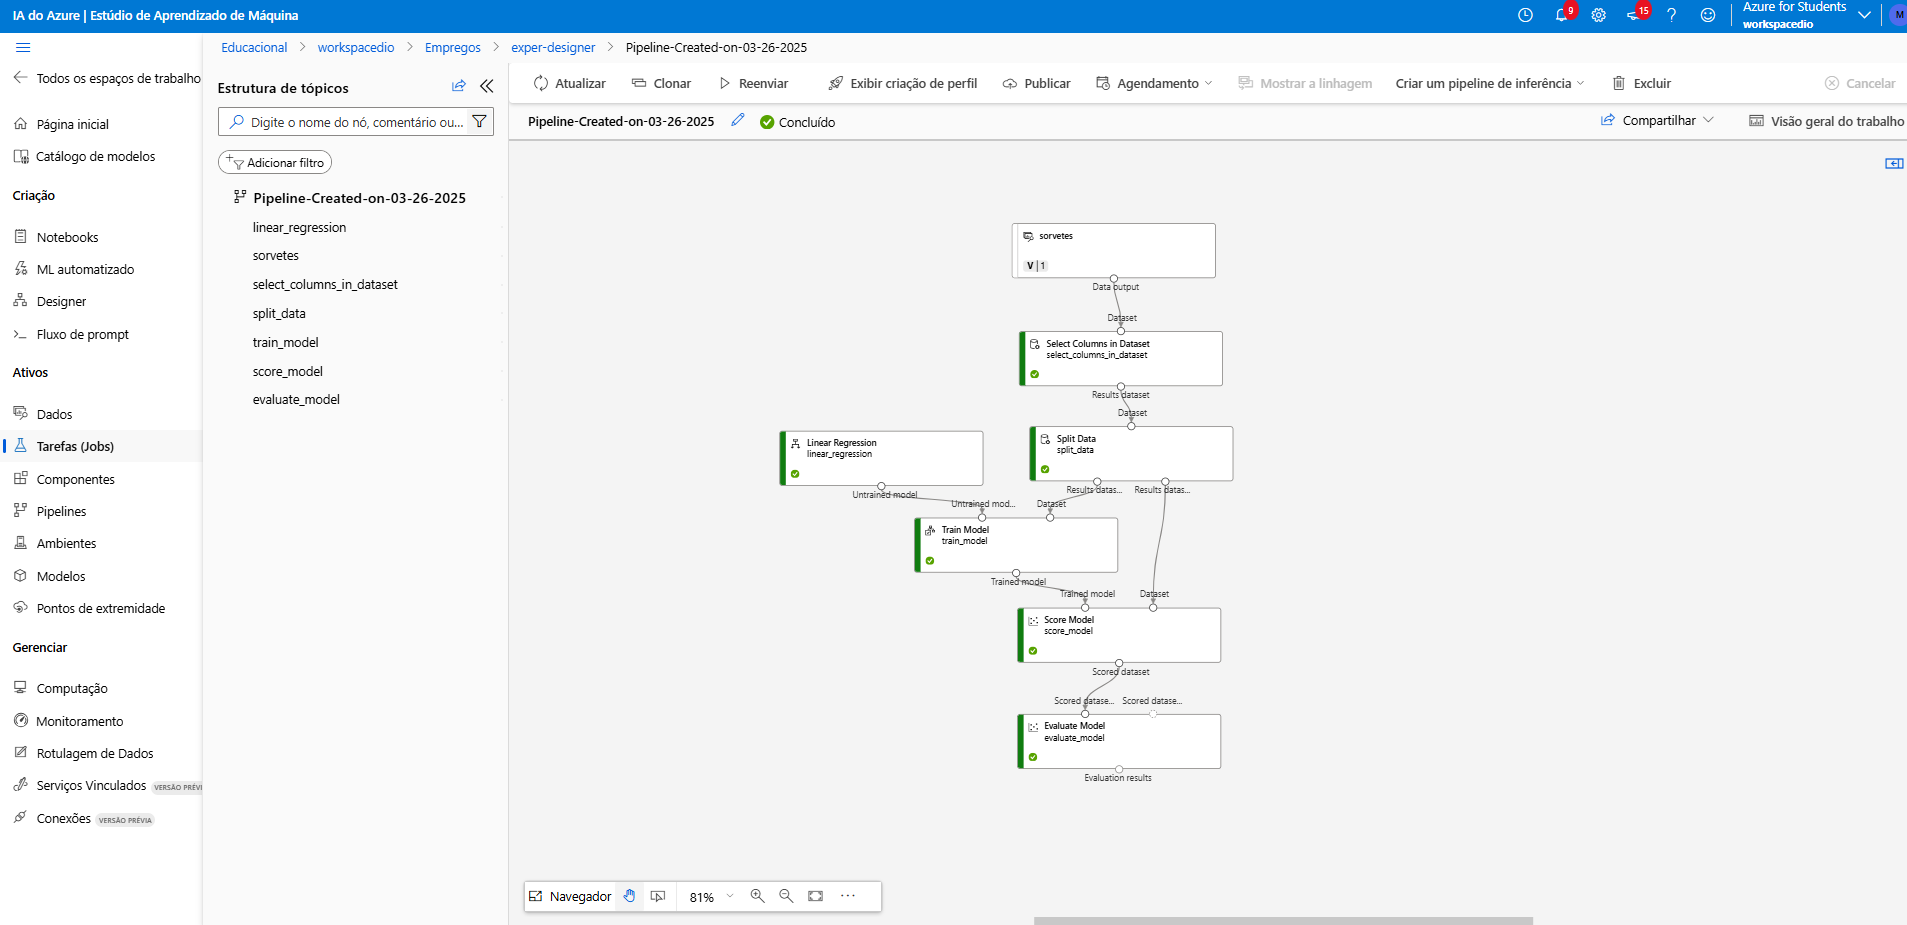 IA do Azure | Estúdio de Aprendizado de Máquina
9
15
?
Azure for Students
workspacedio
M
Educacional > workspacedio > Empregos > exper-designer > Pipeline-Created-on-03-26-2025
Todos os espaços de trabalho
Página inicial
Catálogo de modelos
Criação
Notebooks
ML automatizado
Designer
Fluxo de prompt
Ativos
Dados
Tarefas (Jobs)
Componentes
Pipelines
Ambientes
Modelos
Pontos de extremidade
Gerenciar
Computação
Monitoramento
Rotulagem de Dados
Serviços Vinculados VERSÃO PRÉVI
Conexões VERSÃO PRÉVIA
Estrutura de tópicos
Digite o nome do nó, comentário ou...
Adicionar filtro
Pipeline-Created-on-03-26-2025
linear_regression
sorvetes
select_columns_in_dataset
split_data
train_model
score_model
evaluate_model
Atualizar Clonar Reenviar Exibir criação de perfil Publicar Agendamento Mostrar a linhagem Criar um pipeline de inferência Excluir Cancelar
Pipeline-Created-on-03-26-2025 Concluído Compartilhar Visão geral do trabalho
sorvetes
V | 1
Data output
Dataset
Select Columns in Dataset
select_columns_in_dataset
Results dataset
Dataset
Linear Regression
linear_regression
Untrained model
Split Data
split_data
Results datas... Results datas...
Untrained mod... Dataset
Train Model
train_model
Trained model
Trained model Dataset
Score Model
score_model
Scored dataset
Scored datase... Scored datase...
Evaluate Model
evaluate_model
Evaluation results
Navegador 81% ...